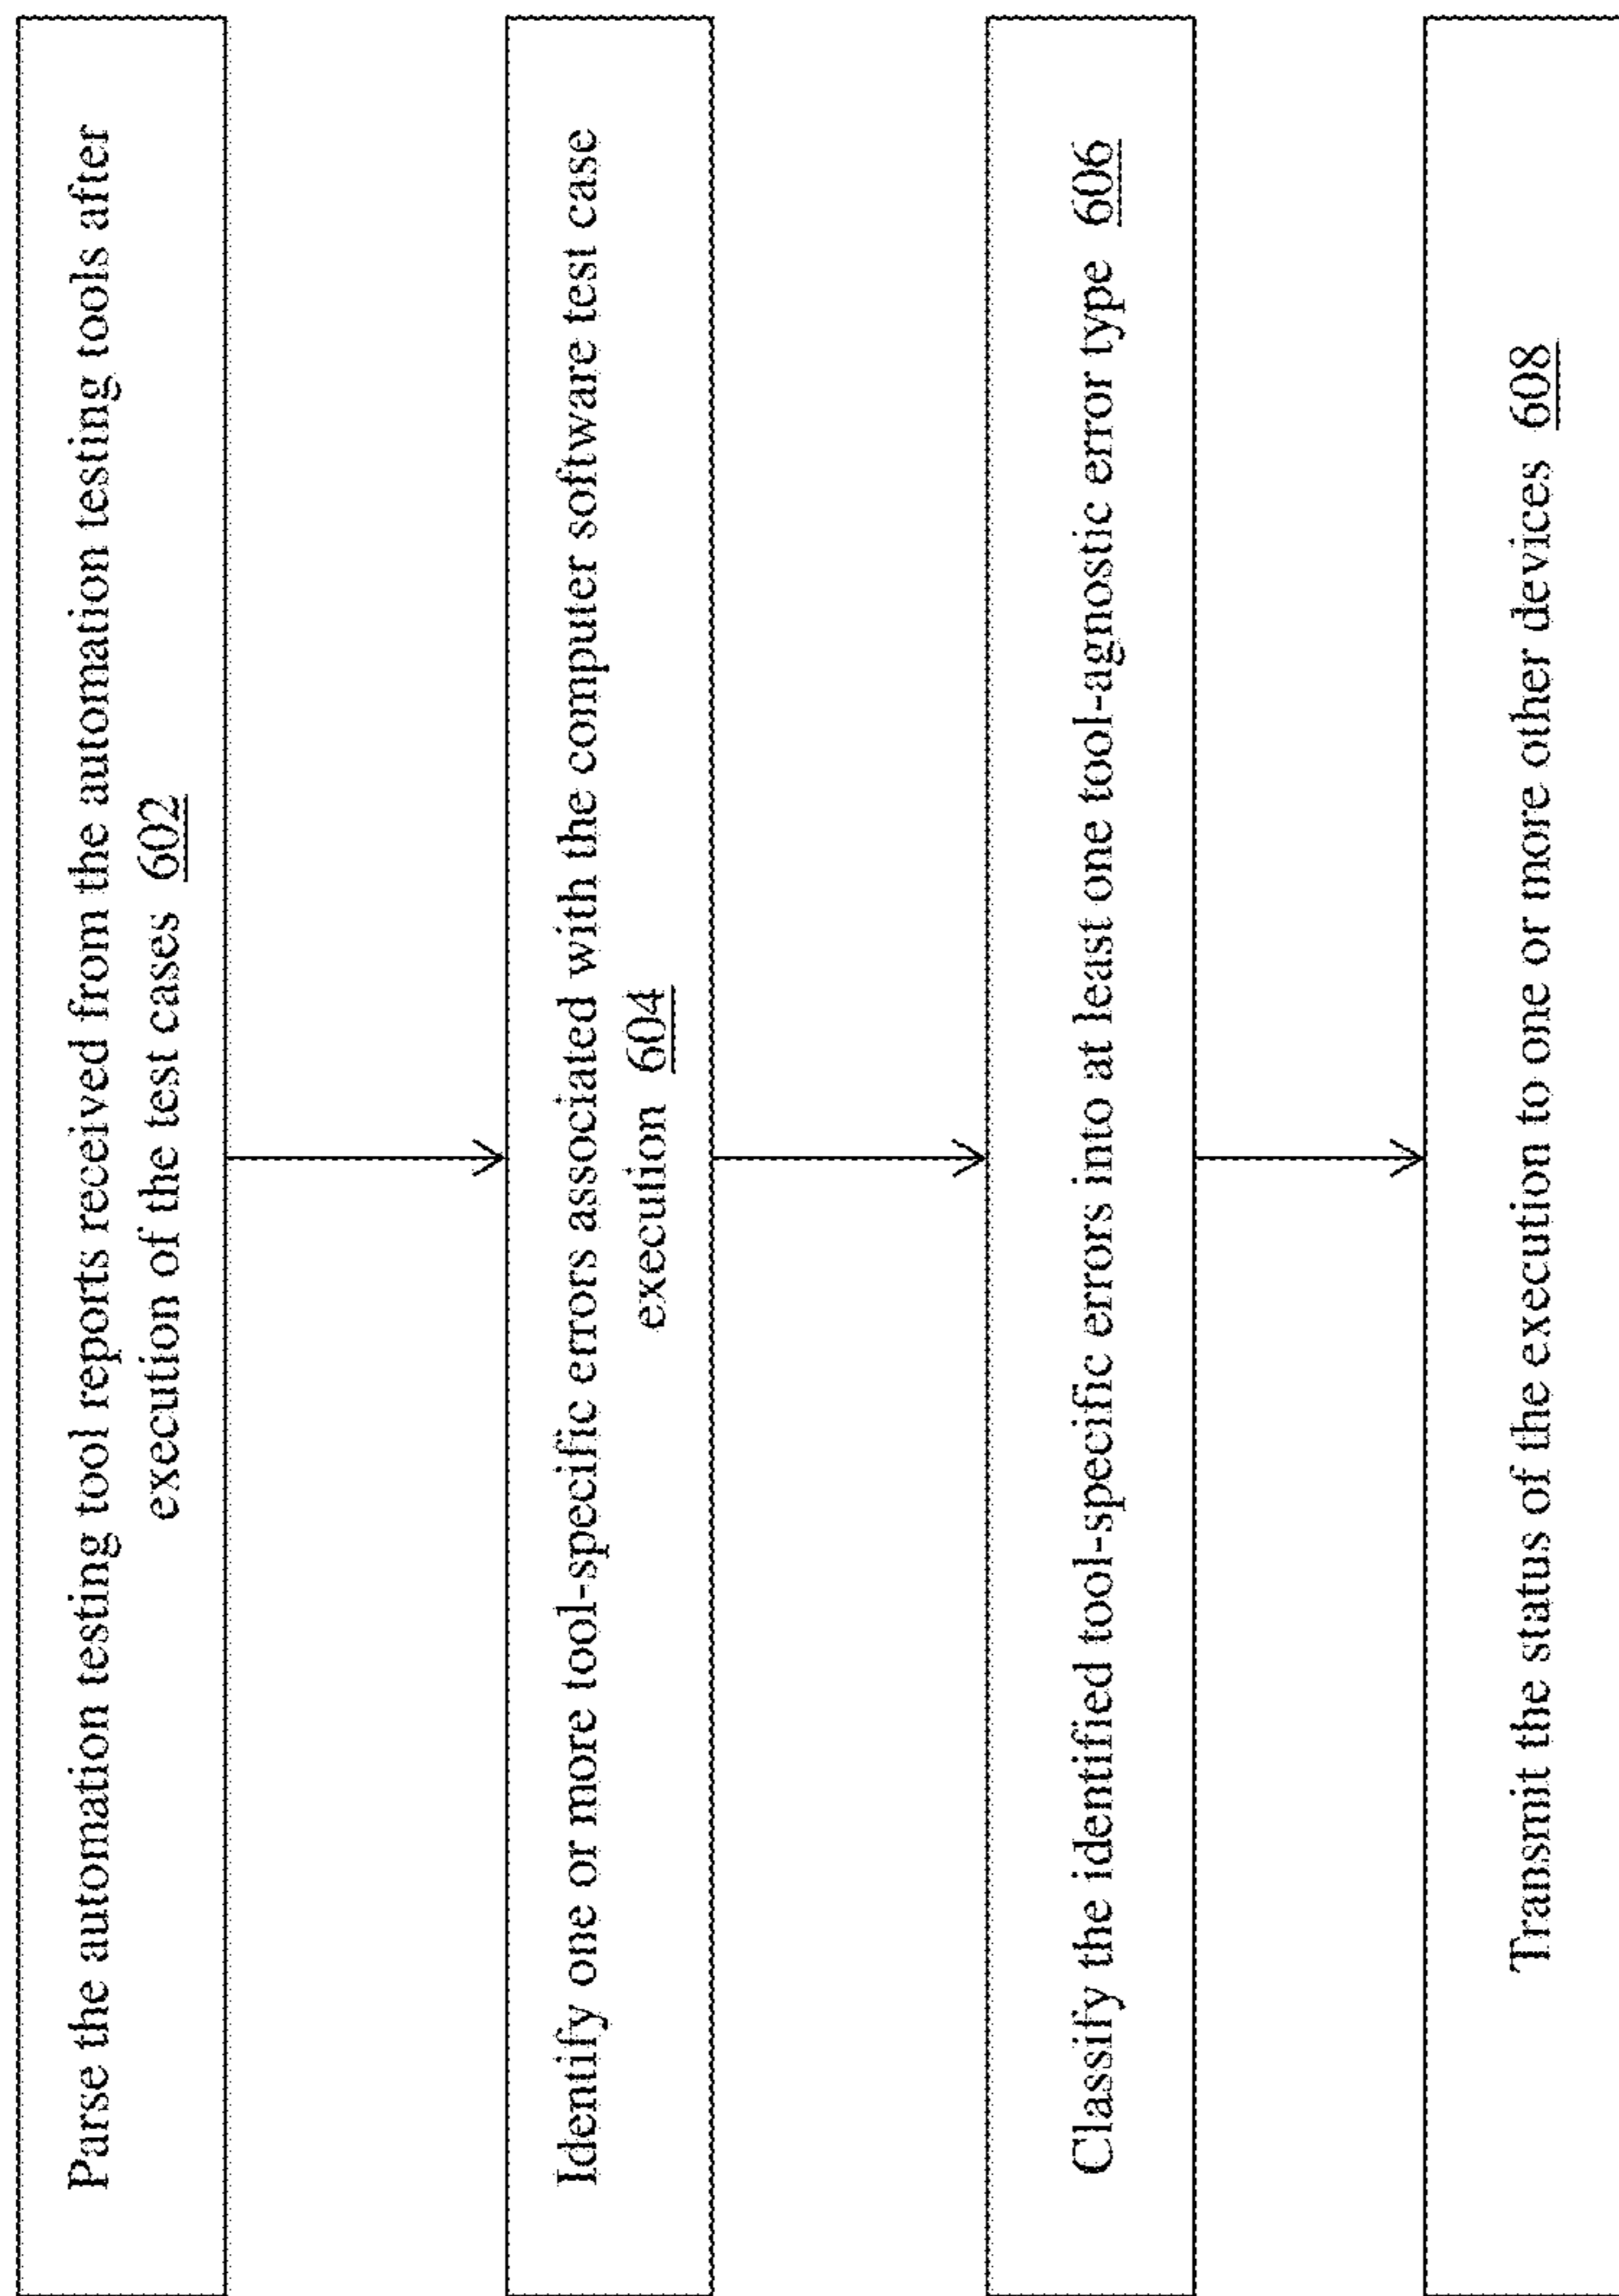 Parse the automation testing tool reports received from the automation testing tools after
execution of the test cases 602
Identify one or more tool-specific errors associated with the computer software test case
execution 604
Classify the identified tool-specific errors into at least one tool-agnostic error type 606
Transmit the status of the execution to one or more other devices 608